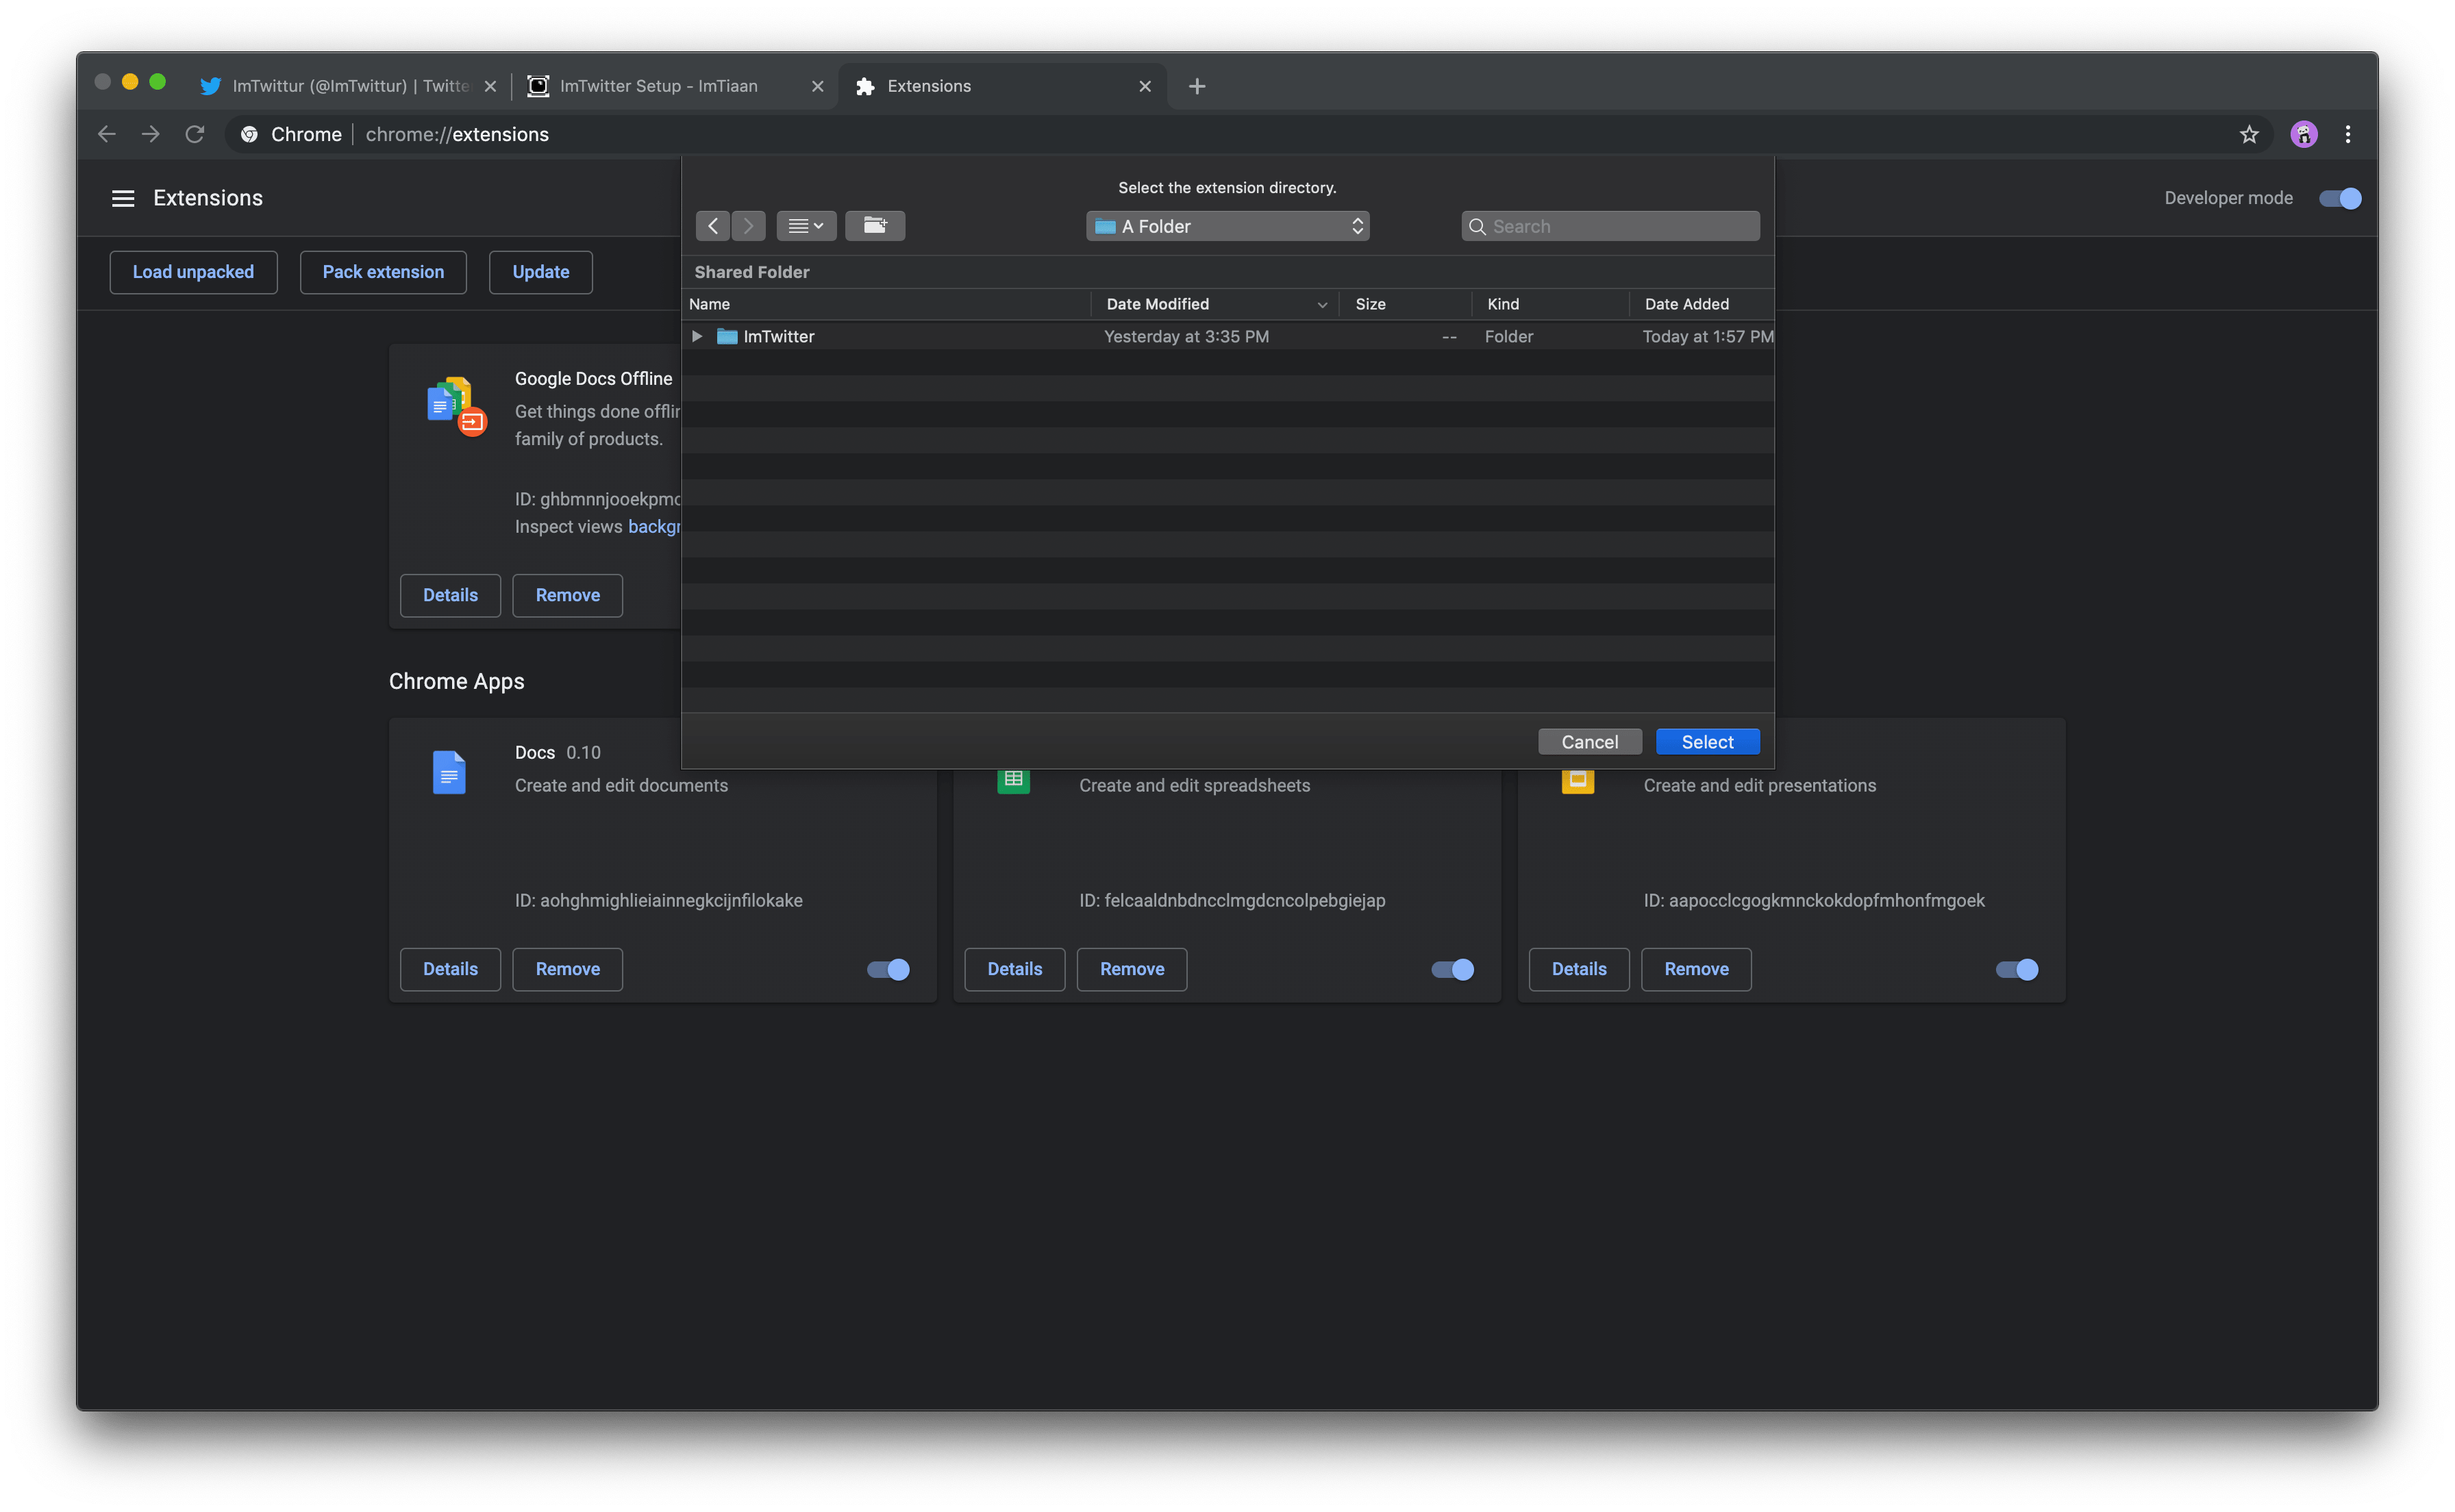 ImTwittur (@ImTwittur) | Twitte
ImTwitter Setup - ImTiaan
Extensions
Chrome
chrome://extensions
Extensions
Developer mode
Load unpacked
Pack extension
Update
Select the extension directory.
A Folder
Search
Shared Folder
Name
Date Modified
Size
Kind
Date Added
ImTwitter
Yesterday at 3:35 PM
--
Folder
Today at 1:57 PM
Cancel
Select
Google Docs Offline
Get things done offlin
family of products.
ID: ghbmnnjooekpmo
Inspect views backgr
Details
Remove
Chrome Apps
Docs 0.10
Create and edit documents
ID: aohghmighlieiainnegkcijnfilokake
Details
Remove
Create and edit spreadsheets
ID: felcaaldnbdncclmgdcncolpebgiejap
Details
Remove
Create and edit presentations
ID: aapocclcgogkmnckokdopfmhonfmgoek
Details
Remove